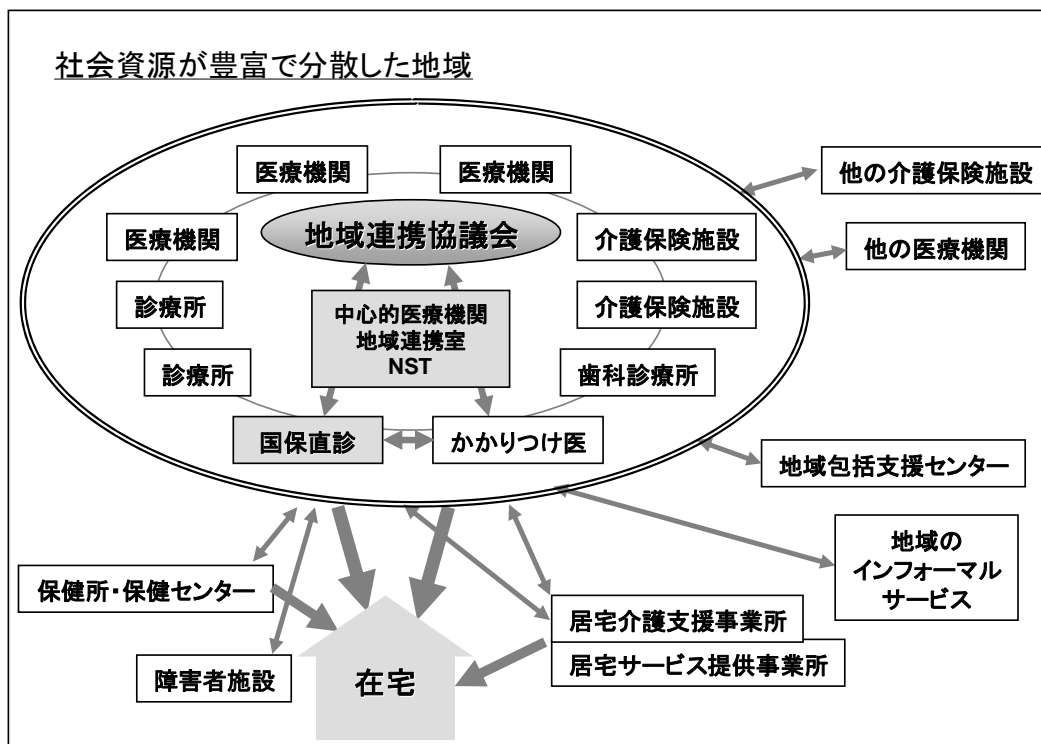 社会資源が豊富で分散した地域
医療機関
医療機関
他の介護保険施設
医療機関
地域連携協議会
介護保険施設
他の医療機関
診療所
中心的医療機関
地域連携室
NST
介護保険施設
診療所
歯科診療所
国保直診
かかりつけ医
地域包括支援センター
地域の
インフォーマル
サービス
保健所・保健センター
居宅介護支援事業所
居宅サービス提供事業所
障害者施設
在宅